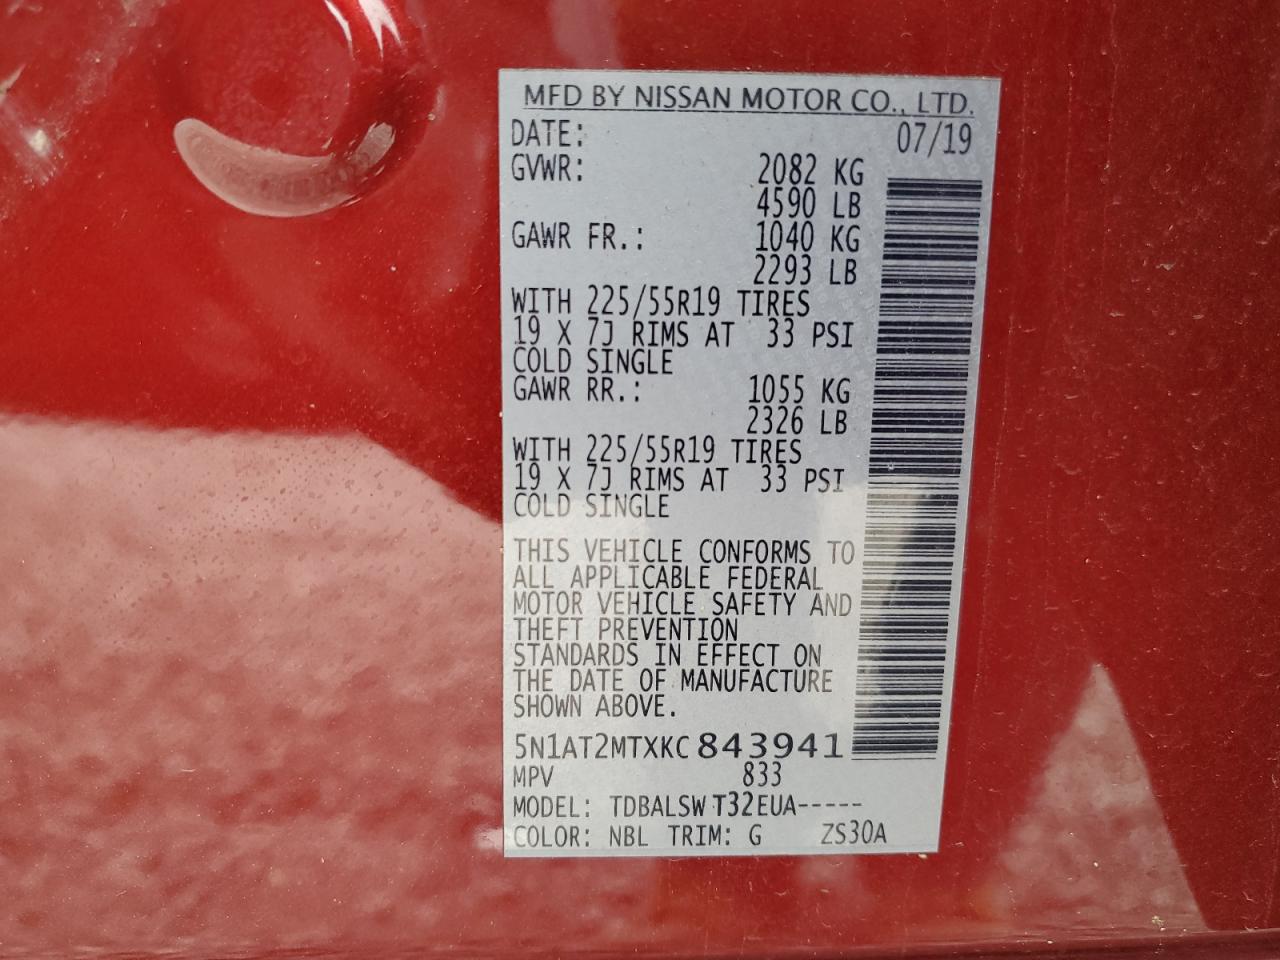 MFD BY NISSAN MOTOR CO., LTD.
DATE: 07/19
GVWR: 2082 KG
4590 LB
GAWR FR.: 1040 KG
2293 LB
WITH 225/55R19 TIRES
19 X 7J RIMS AT 33 PSI
COLD SINGLE
GAWR RR.: 1055 KG
2326 LB
WITH 225/55R19 TIRES
19 X 7J RIMS AT 33 PSI
COLD SINGLE
THIS VEHICLE CONFORMS TO
ALL APPLICABLE FEDERAL
MOTOR VEHICLE SAFETY AND
THEFT PREVENTION
STANDARDS IN EFFECT ON
THE DATE OF MANUFACTURE
SHOWN ABOVE.
5N1AT2MTXKC843941
MPV 833
MODEL: TDBALSWT32EUA-----
COLOR: NBL TRIM: G ZS30A